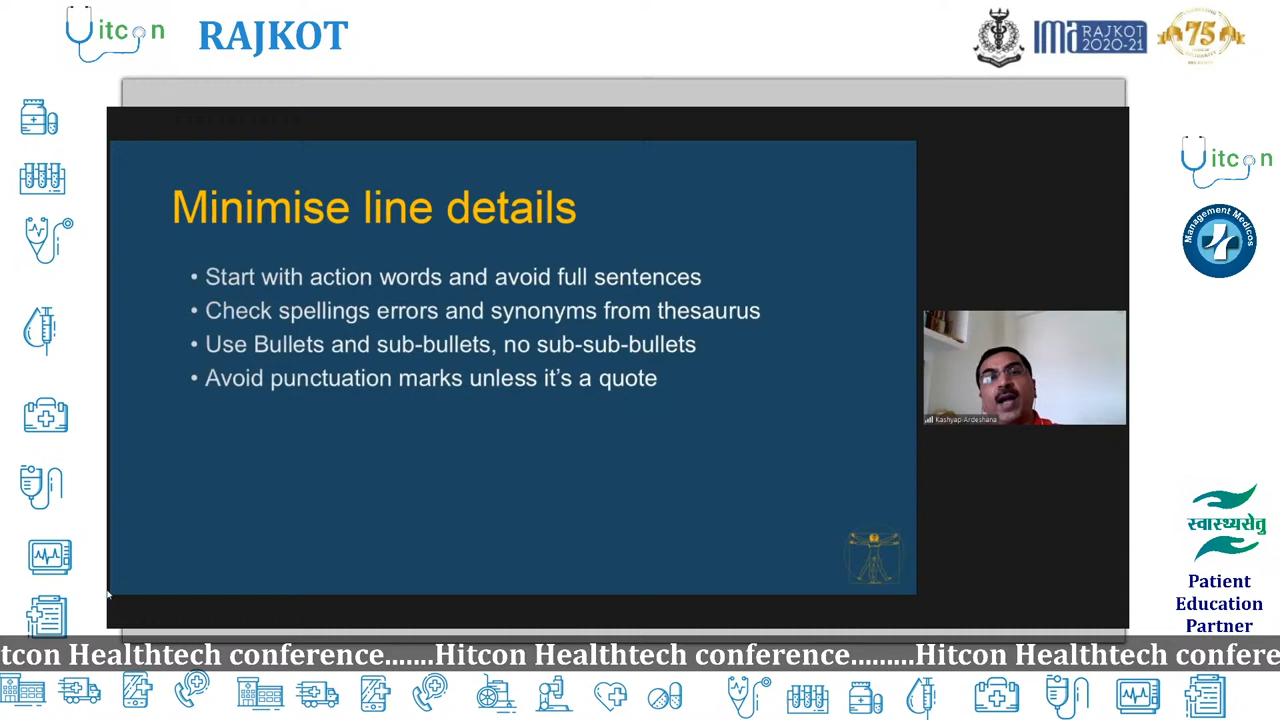 itcon
RAJKOT
ima RAJKOT
2020-21
75
Minimise line details
• Start with action words and avoid full sentences
• Check spellings errors and synonyms from thesaurus
• Use Bullets and sub-bullets, no sub-sub-bullets
• Avoid punctuation marks unless it's a quote
Kashyap Ardeshana
itcon
Management Medicos
स्वास्थ्यसेतु
Patient
Education
Partner
tcon Healthtech conference.......Hitcon Healthtech conference.........Hitcon Healthtech confere